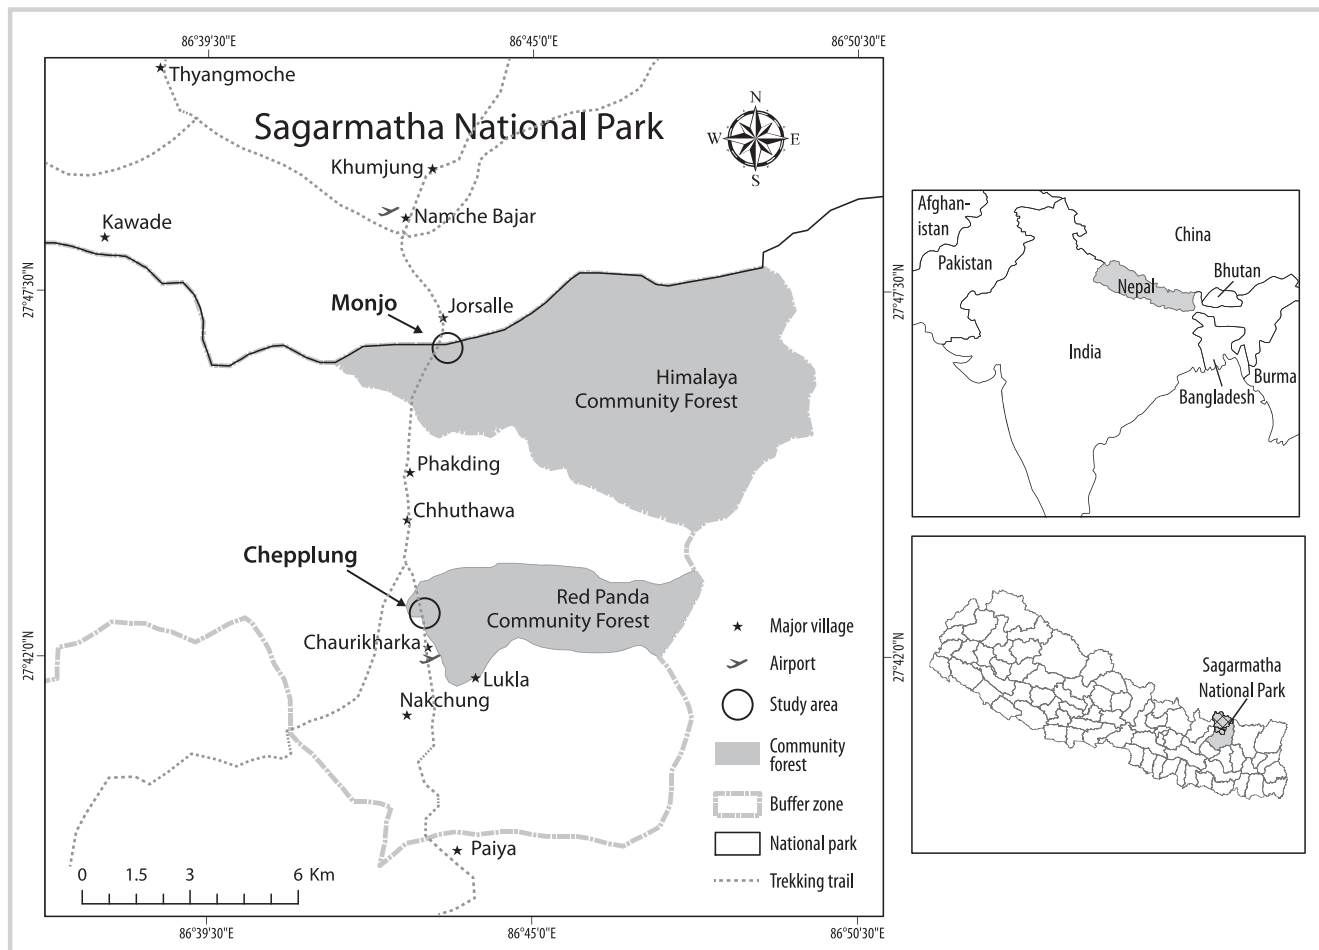 86°39'30"E
86°45'0"E
86°50'30"E
Thyangmoche
Sagarmatha National Park
N
W
E
S
Khumjung
Namche Bajar
Kawade
27°47'30"N
27°47'30"N
Monjo
Jorsalle
Himalaya
Community Forest
Phakding
Chhuthawa
Chepplung
Red Panda
Community Forest
Chaurikharka
27°42'0"N
27°42'0"N
Lukla
Nakchung
Paiya
0
1.5
3
6 Km
Major village
Airport
Study area
Community
forest
Buffer zone
National park
Trekking trail
86°39'30"E
86°45'0"E
86°50'30"E
Afghan-
istan
Pakistan
China
Nepal
Bhutan
India
Burma
Bangladesh
Sagarmatha
National Park